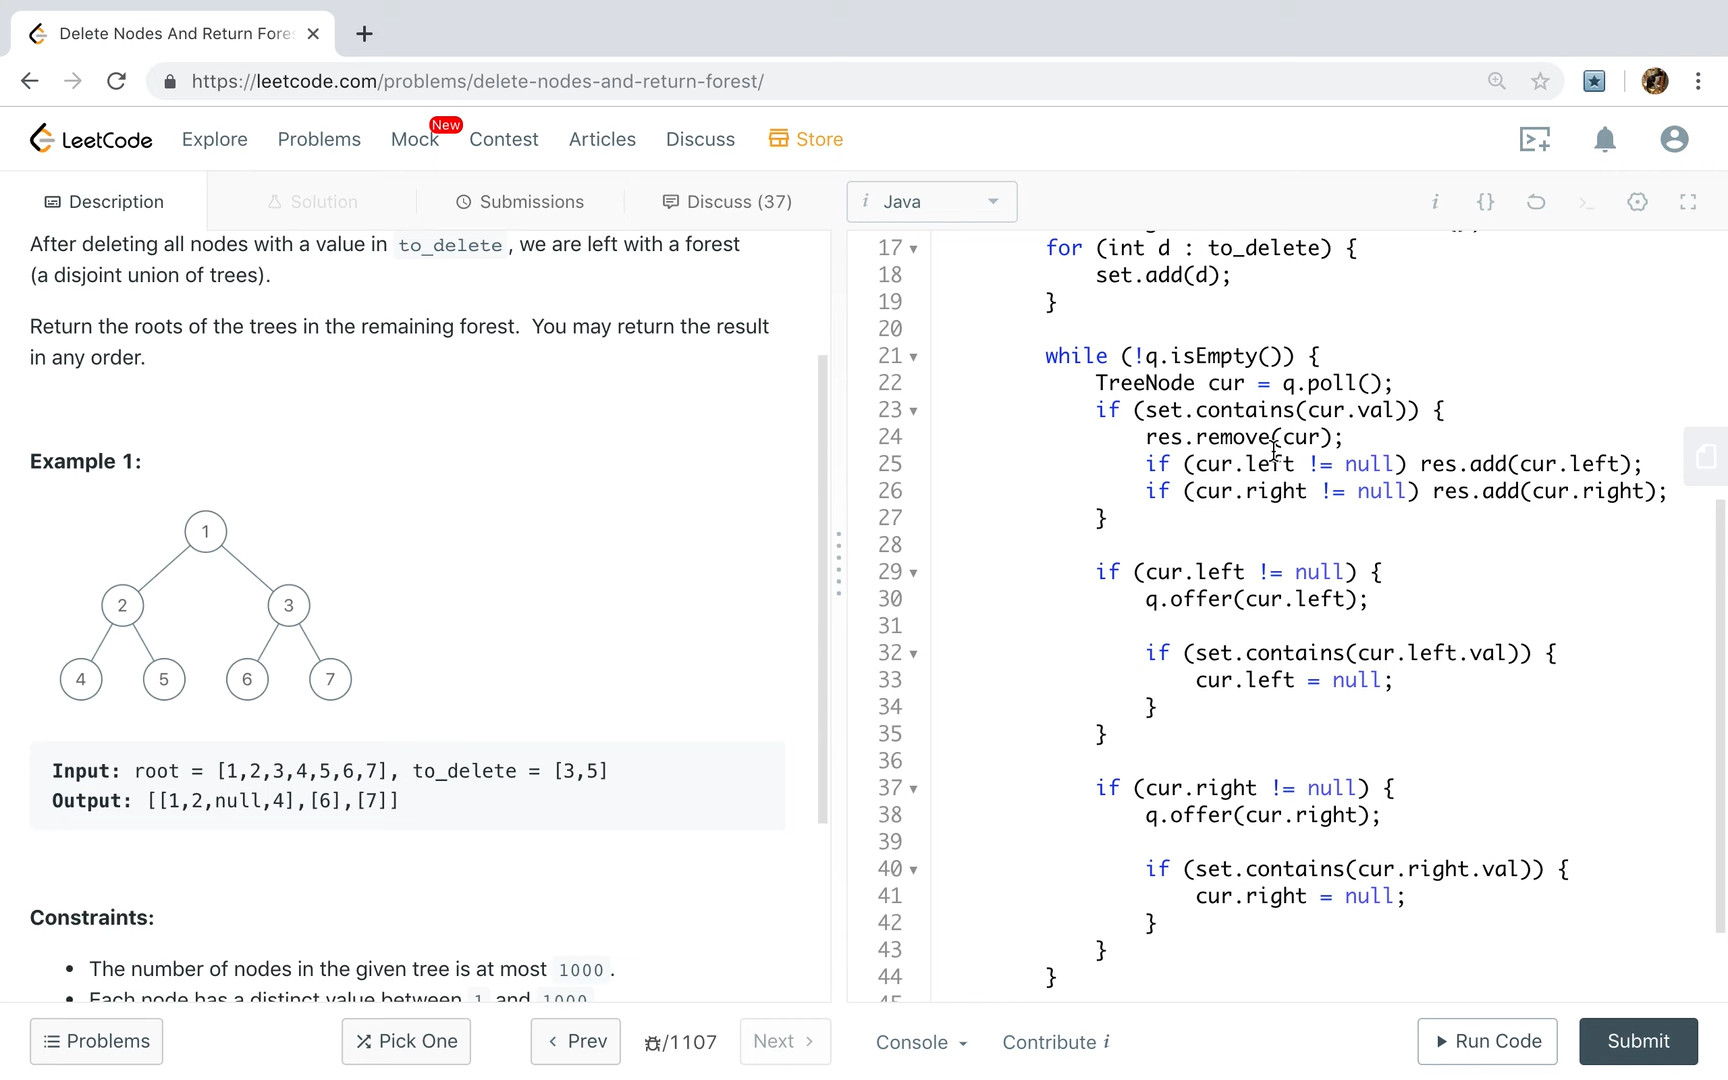 Delete Nodes And Return Fores
https://leetcode.com/problems/delete-nodes-and-return-forest/
LeetCode Explore Problems Mock New Contest Articles Discuss Store
Description Solution Submissions Discuss (37) i Java i {}
After deleting all nodes with a value in to_delete, we are left with a forest
(a disjoint union of trees).
Return the roots of the trees in the remaining forest. You may return the result
in any order.
Example 1:
1
2 3
4 5 6 7
Input: root = [1,2,3,4,5,6,7], to_delete = [3,5]
Output: [[1,2,null,4],[6],[7]]
Constraints:
• The number of nodes in the given tree is at most 1000.
• Each node has a distinct value between 1 and 1000
17 for (int d : to_delete) {
18 set.add(d);
19 }
20
21 while (!q.isEmpty()) {
22 TreeNode cur = q.poll();
23 if (set.contains(cur.val)) {
24 res.remove(cur);
25 if (cur.left != null) res.add(cur.left);
26 if (cur.right != null) res.add(cur.right);
27 }
28
29 if (cur.left != null) {
30 q.offer(cur.left);
31
32 if (set.contains(cur.left.val)) {
33 cur.left = null;
34 }
35 }
36
37 if (cur.right != null) {
38 q.offer(cur.right);
39
40 if (set.contains(cur.right.val)) {
41 cur.right = null;
42 }
43 }
44 }
45
Problems Pick One Prev /1107 Next Console Contribute i Run Code Submit